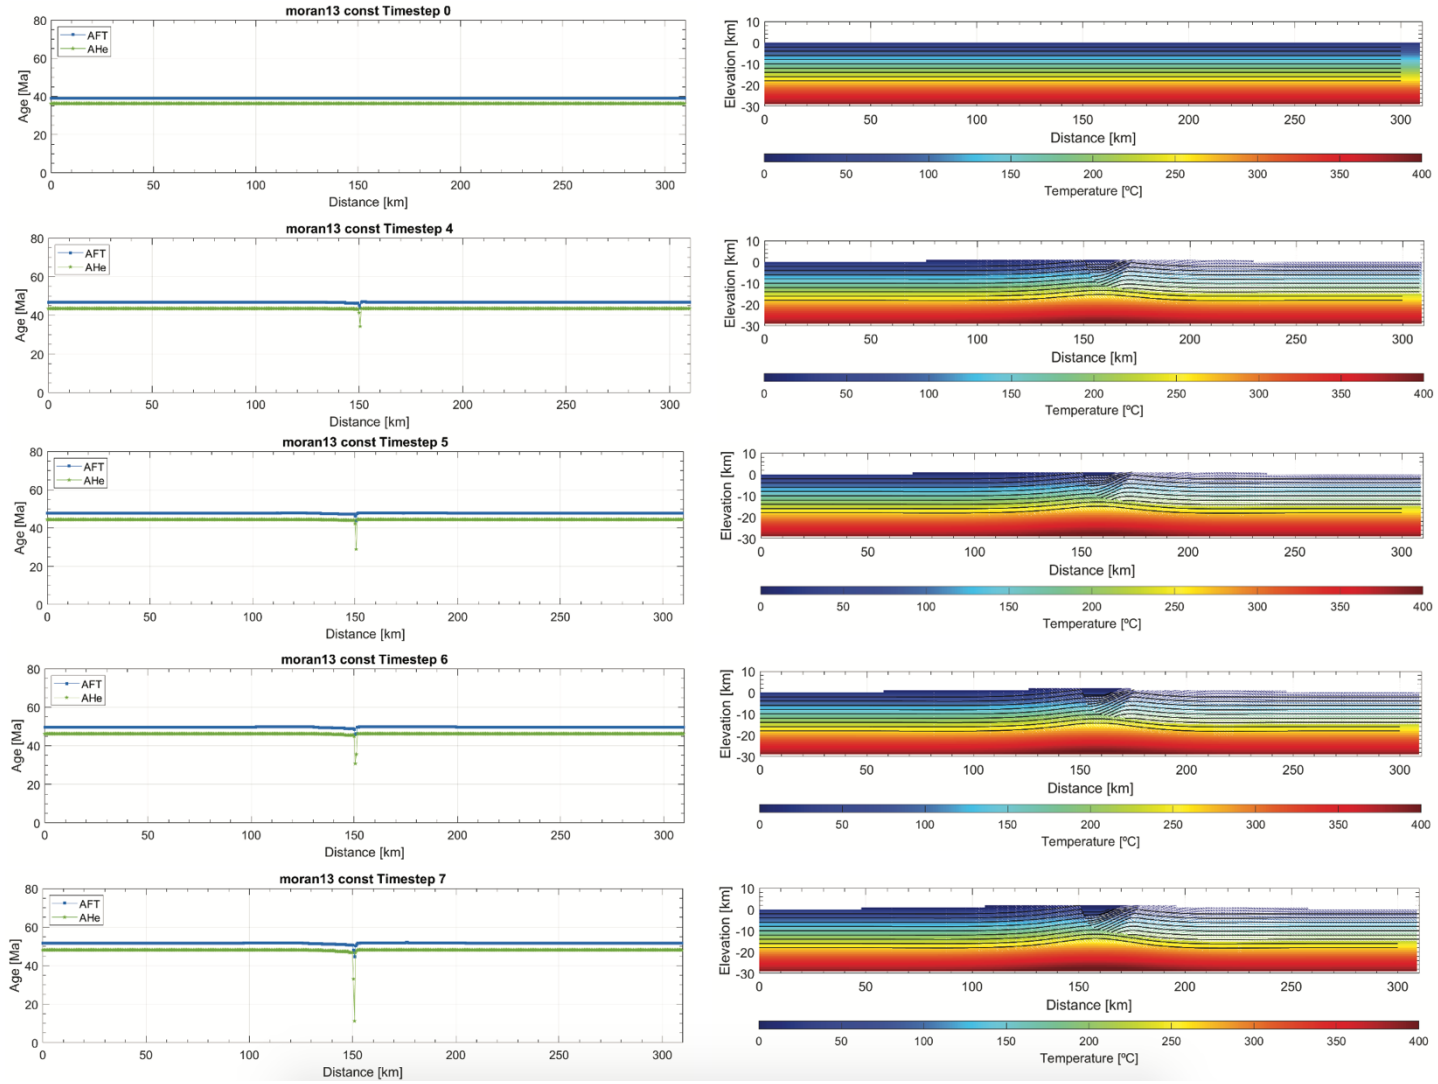 moran13 const Timestep 0
80
60
40
20
0
Age [Ma]
AFT
AHe
0 50 100 150 200 250 300
Distance [km]
10
0
-10
-20
-30
Elevation [km]
50 100 150 200 250 300
Distance [km]
0 50 100 150 200 250 300 350 400
Temperature [ºC]
moran13 const Timestep 4
80
60
40
20
0
Age [Ma]
AFT
AHe
0 50 100 150 200 250 300
Distance [km]
10
0
-10
-20
-30
Elevation [km]
0 50 100 150 200 250 300
Distance [km]
0 50 100 150 200 250 300 350 400
Temperature [ºC]
moran13 const Timestep 5
80
60
40
20
0
Age [Ma]
AFT
AHe
0 50 100 150 200 250 300
Distance [km]
10
0
-10
-20
-30
Elevation [km]
0 50 100 150 200 250 300
Distance [km]
0 50 100 150 200 250 300 350 400
Temperature [ºC]
moran13 const Timestep 6
80
60
40
20
0
Age [Ma]
AFT
AHe
0 50 100 150 200 250 300
Distance [km]
10
0
-10
-20
-30
Elevation [km]
0 50 100 150 200 250 300
Distance [km]
0 50 100 150 200 250 300 350 400
Temperature [ºC]
moran13 const Timestep 7
80
60
40
20
0
Age [Ma]
AFT
AHe
0 50 100 150 200 250 300
Distance [km]
10
0
-10
-20
-30
Elevation [km]
0 50 100 150 200 250 300
Distance [km]
0 50 100 150 200 250 300 350 400
Temperature [ºC]